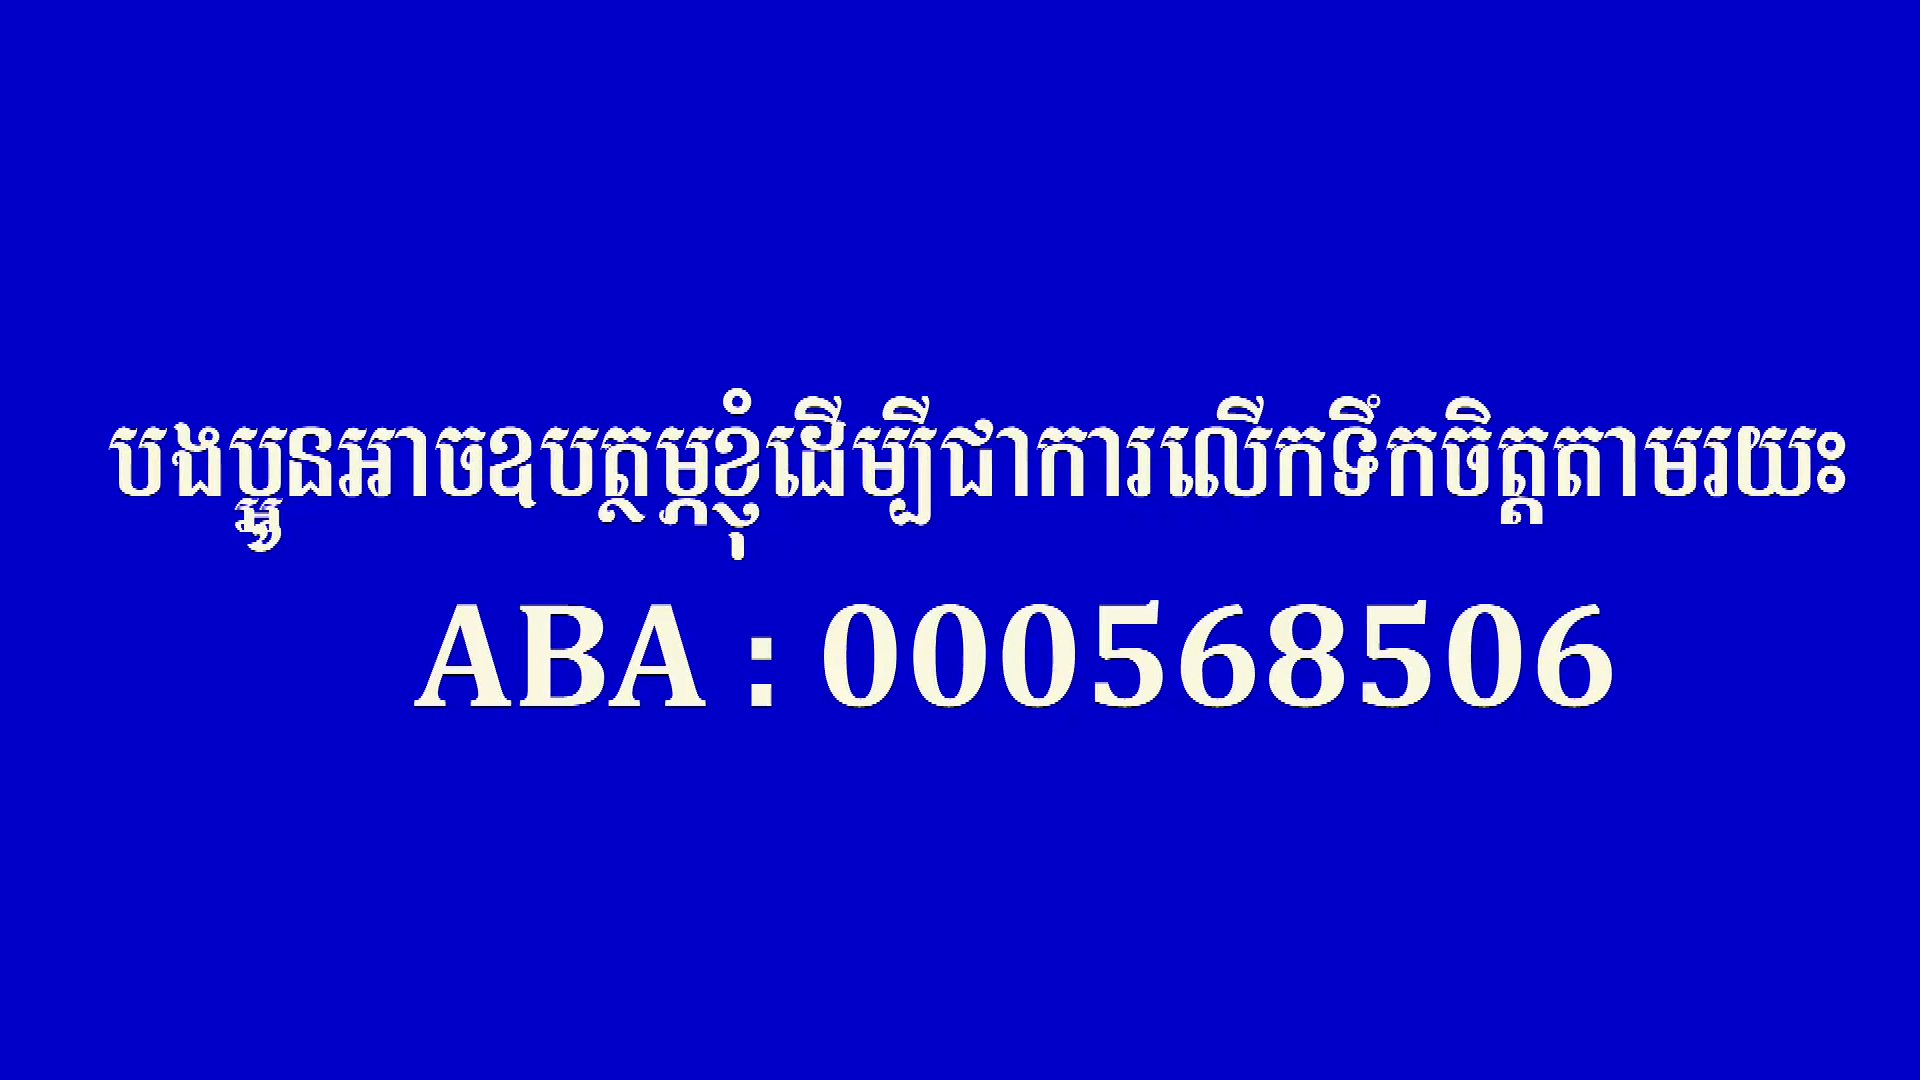 បងប្អូនអាចឧបត្ថម្ភខ្ញុំដើម្បីជាការលើកទឹកចិត្តតាមរយៈ
ABA : 000568506